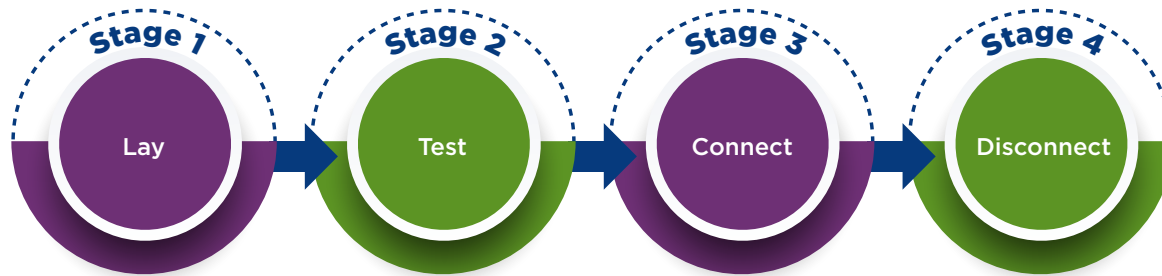 Stage 1
Lay
Stage 2
Test
Stage 3
Connect
Stage 4
Disconnect